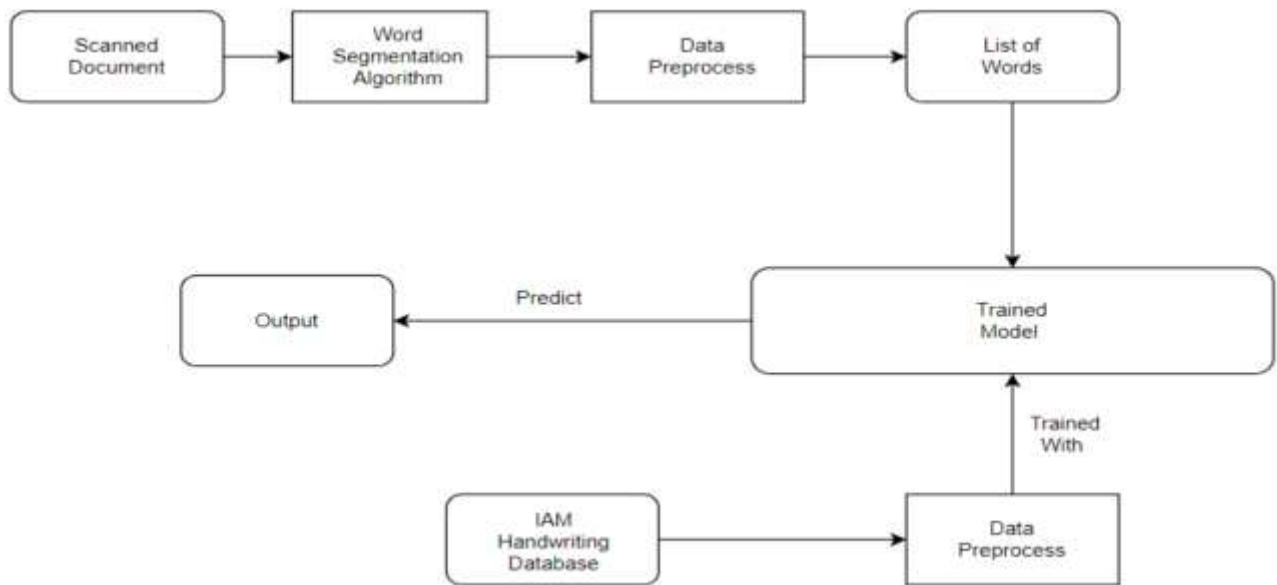 Scanned
Document
Word
Segmentation
Algorithm
Data
Preprocess
List of
Words
Output
Predict
Trained
Model
Trained
With
IAM
Handwriting
Database
Data
Preprocess